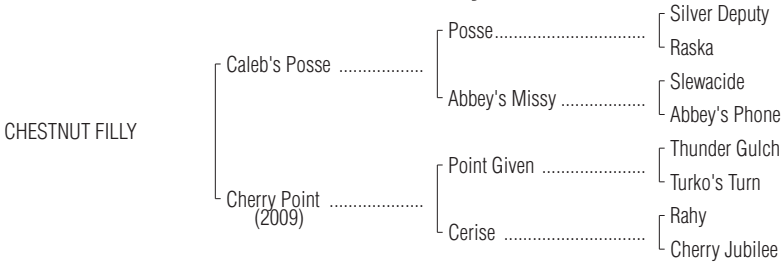 Silver Deputy
Posse..............................
Raska
Caleb's Posse .................
Slewacide
Abbey's Missy .................
Abbey's Phone
CHESTNUT FILLY
Thunder Gulch
Point Given .....................
Turko's Turn
Cherry Point ...................
(2009)
Rahy
Cerise ............................
Cherry Jubilee